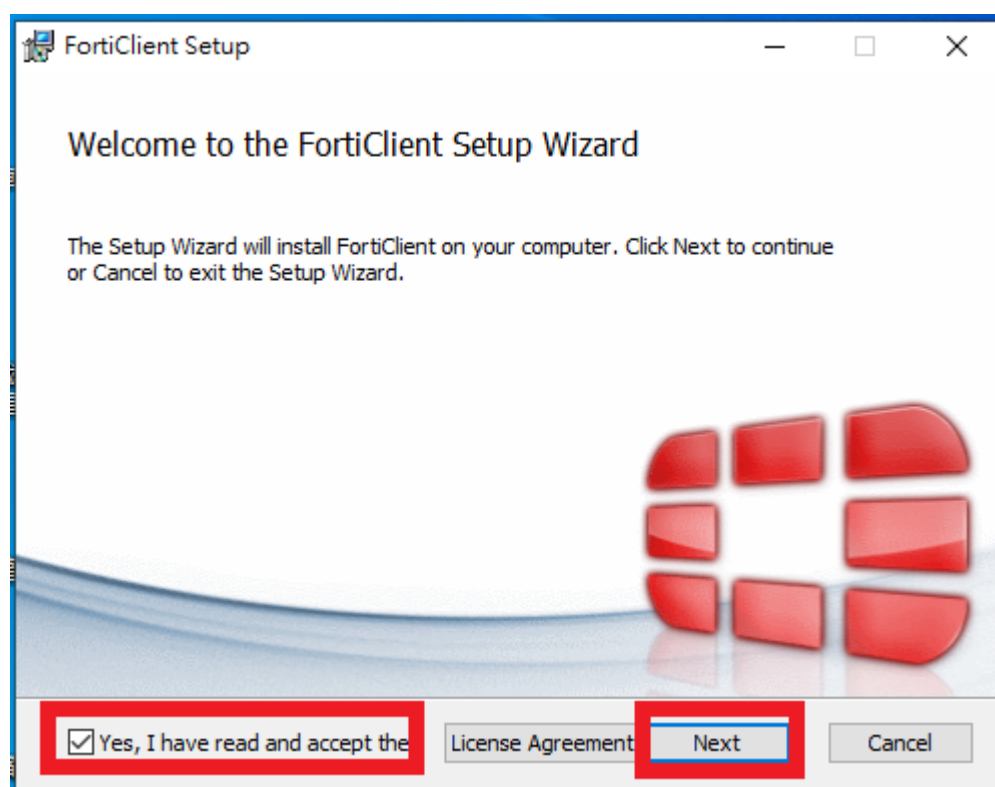 FortiClient Setup
Welcome to the FortiClient Setup Wizard
The Setup Wizard will install FortiClient on your computer. Click Next to continue
or Cancel to exit the Setup Wizard.
Yes, I have read and accept the License Agreement Next Cancel